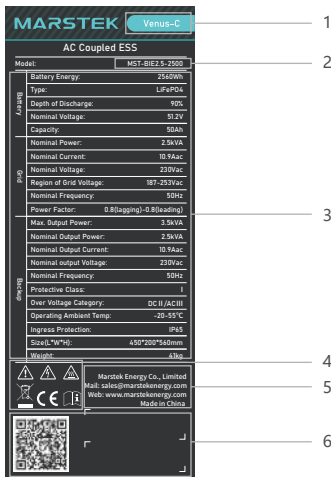 MARSTEK Venus-C 1
AC Coupled ESS
Model: MST-BIE2.5-2500 2
Battery
Battery Energy: 2560Wh
Type: LiFePO4
Depth of Discharge: 90%
Nominal Voltage: 51.2V
Capacity: 50Ah
Grid
Nominal Power: 2.5kVA
Nominal Current: 10.9Aac
Nominal Voltage: 230Vac
Region of Grid Voltage: 187-253Vac
Nominal Frequency: 50Hz
Power Factor: 0.8(lagging)-0.8(leading)
3
Backup
Max. Output Power: 3.5kVA
Nominal Output Power: 2.5kVA
Nominal Output Current: 10.9Aac
Nominal output Voltage: 230Vac
Nominal Frequency: 50Hz
Protective Class: I
Over Voltage Category: DC II/AC III
Operating Ambient Temp: -20-55°C
Ingress Protection: IP65
Size(L*W*H): 450*200*560mm
Weight: 41kg
4
CE
Marstek Energy Co., Limited
Mail: sales@marstekenergy.com
Web: www.marstekenergy.com
Made in China
5
6